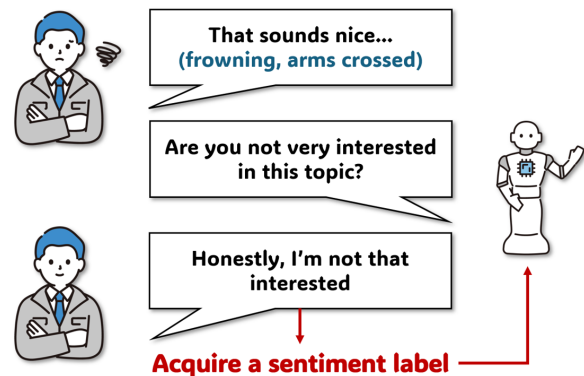 That sounds nice...
(frowning, arms crossed)
Are you not very interested
in this topic?
Honestly, I'm not that
interested
Acquire a sentiment label